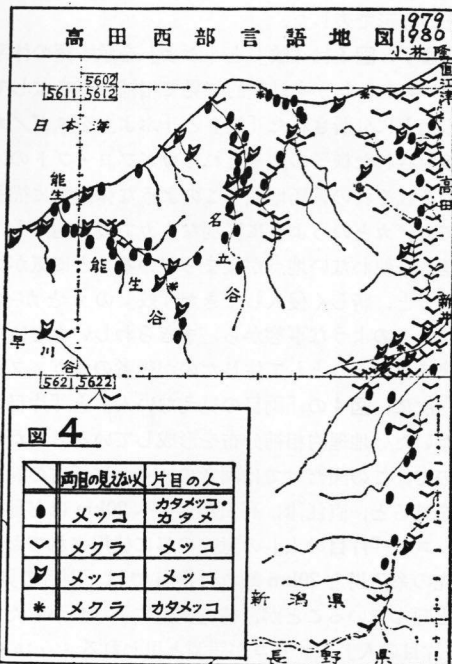 高田西部言語地図
1979
1980
小林隆
5602
5611 5612
直江津
日本海
高田
能生
名立谷
能生谷
新井
早川谷
5621 5622
図4
両目の見えない人 片目の人
メッコ カタメッコ・カタメ
メクラ メッコ
メッコ メッコ
メクラ カタメッコ
新潟県
長野県